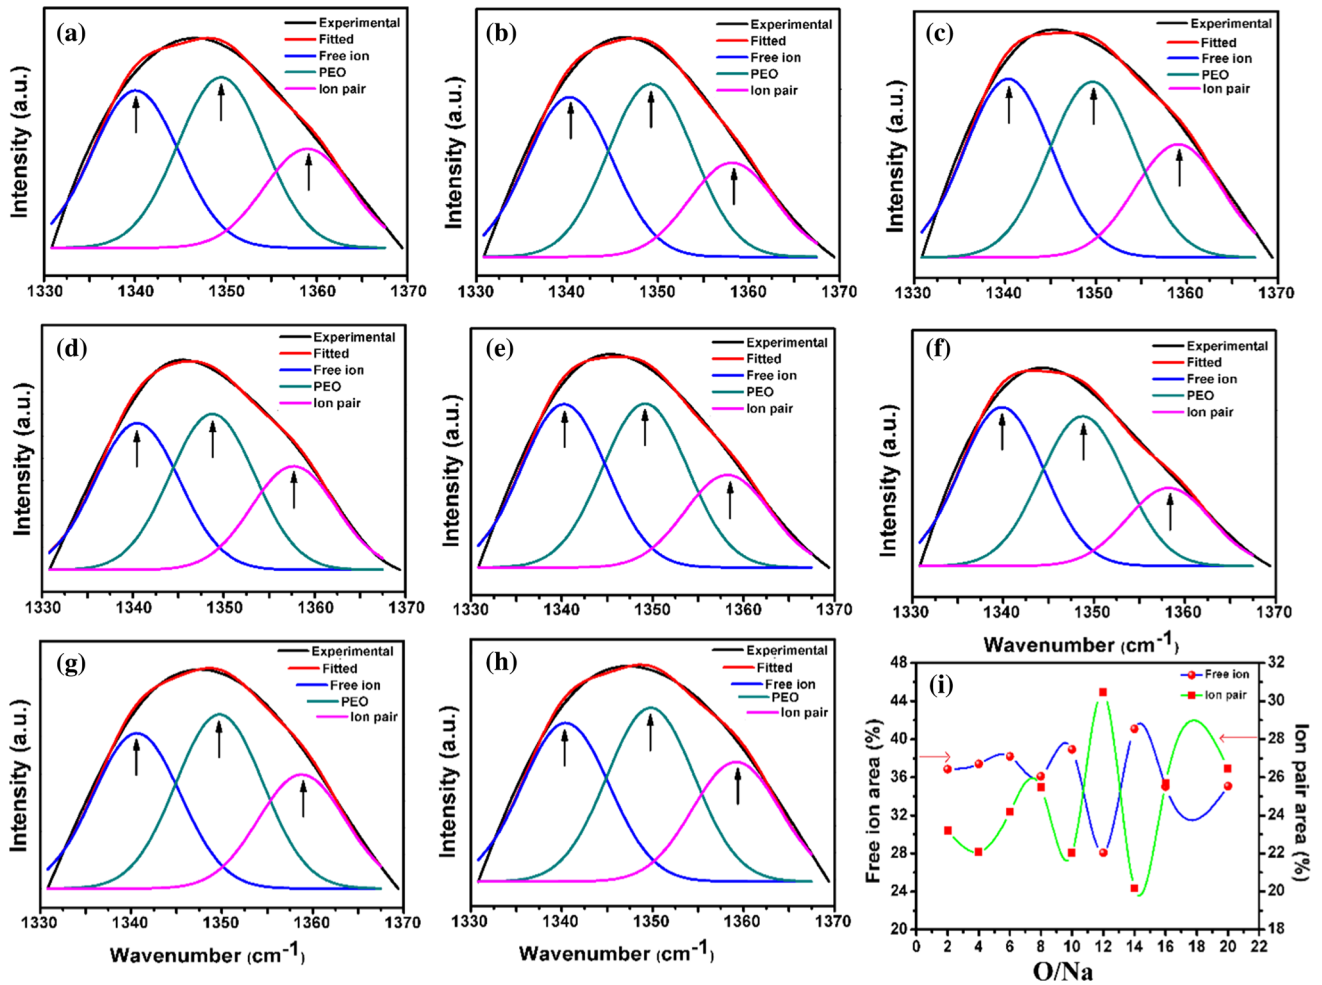 (a)
Experimental
Fitted
Free ion
PEO
Ion pair
Intensity (a.u.)
1330 1340 1350 1360 1370
(b)
Experimental
Fitted
Free ion
PEO
Ion pair
Intensity (a.u.)
1330 1340 1350 1360 1370
(c)
Experimental
Fitted
Free ion
PEO
Ion pair
Intensity (a.u.)
1330 1340 1350 1360 1370
(d)
Experimental
Fitted
Free ion
PEO
Ion pair
Intensity (a.u.)
1330 1340 1350 1360 1370
(e)
Experimental
Fitted
Free ion
PEO
Ion pair
Intensity (a.u.)
1330 1340 1350 1360 1370
(f)
Experimental
Fitted
Free ion
PEO
Ion pair
Intensity (a.u.)
1330 1340 1350 1360 1370
Wavenumber (cm⁻¹)
(g)
Experimental
Fitted
Free ion
PEO
Ion pair
Intensity (a.u.)
1330 1340 1350 1360 1370
Wavenumber (cm⁻¹)
(h)
Experimental
Fitted
Free ion
PEO
Ion pair
Intensity (a.u.)
1330 1340 1350 1360 1370
Wavenumber (cm⁻¹)
(i)
Free ion
Ion pair
Free ion area (%)
48
44
40
36
32
28
24
20
Ion pair area (%)
32
30
28
26
24
22
20
18
0 2 4 6 8 10 12 14 16 18 20 22
O/Na